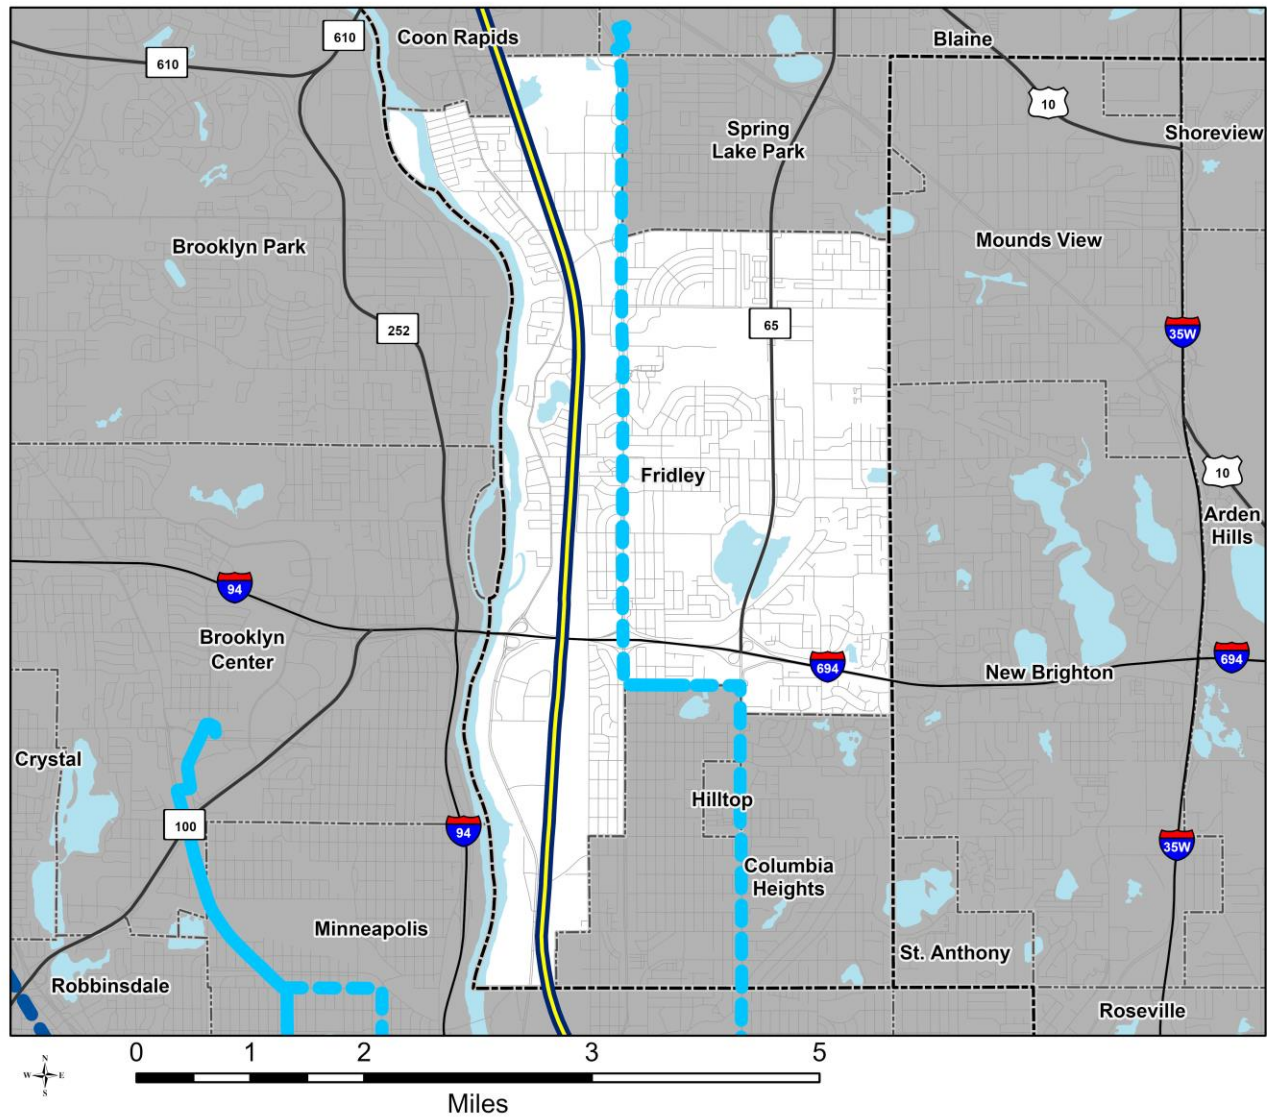 610
Coon Rapids
Blaine
610
10
Spring
Lake Park
Shoreview
Brooklyn Park
Mounds View
252
65
35W
Fridley
10
Arden
Hills
94
Brooklyn
Center
694
694
New Brighton
Crystal
Hilltop
100
94
35W
Columbia
Heights
Minneapolis
St. Anthony
Robbinsdale
Roseville
N
W E
S
0 1 2 3 5
Miles